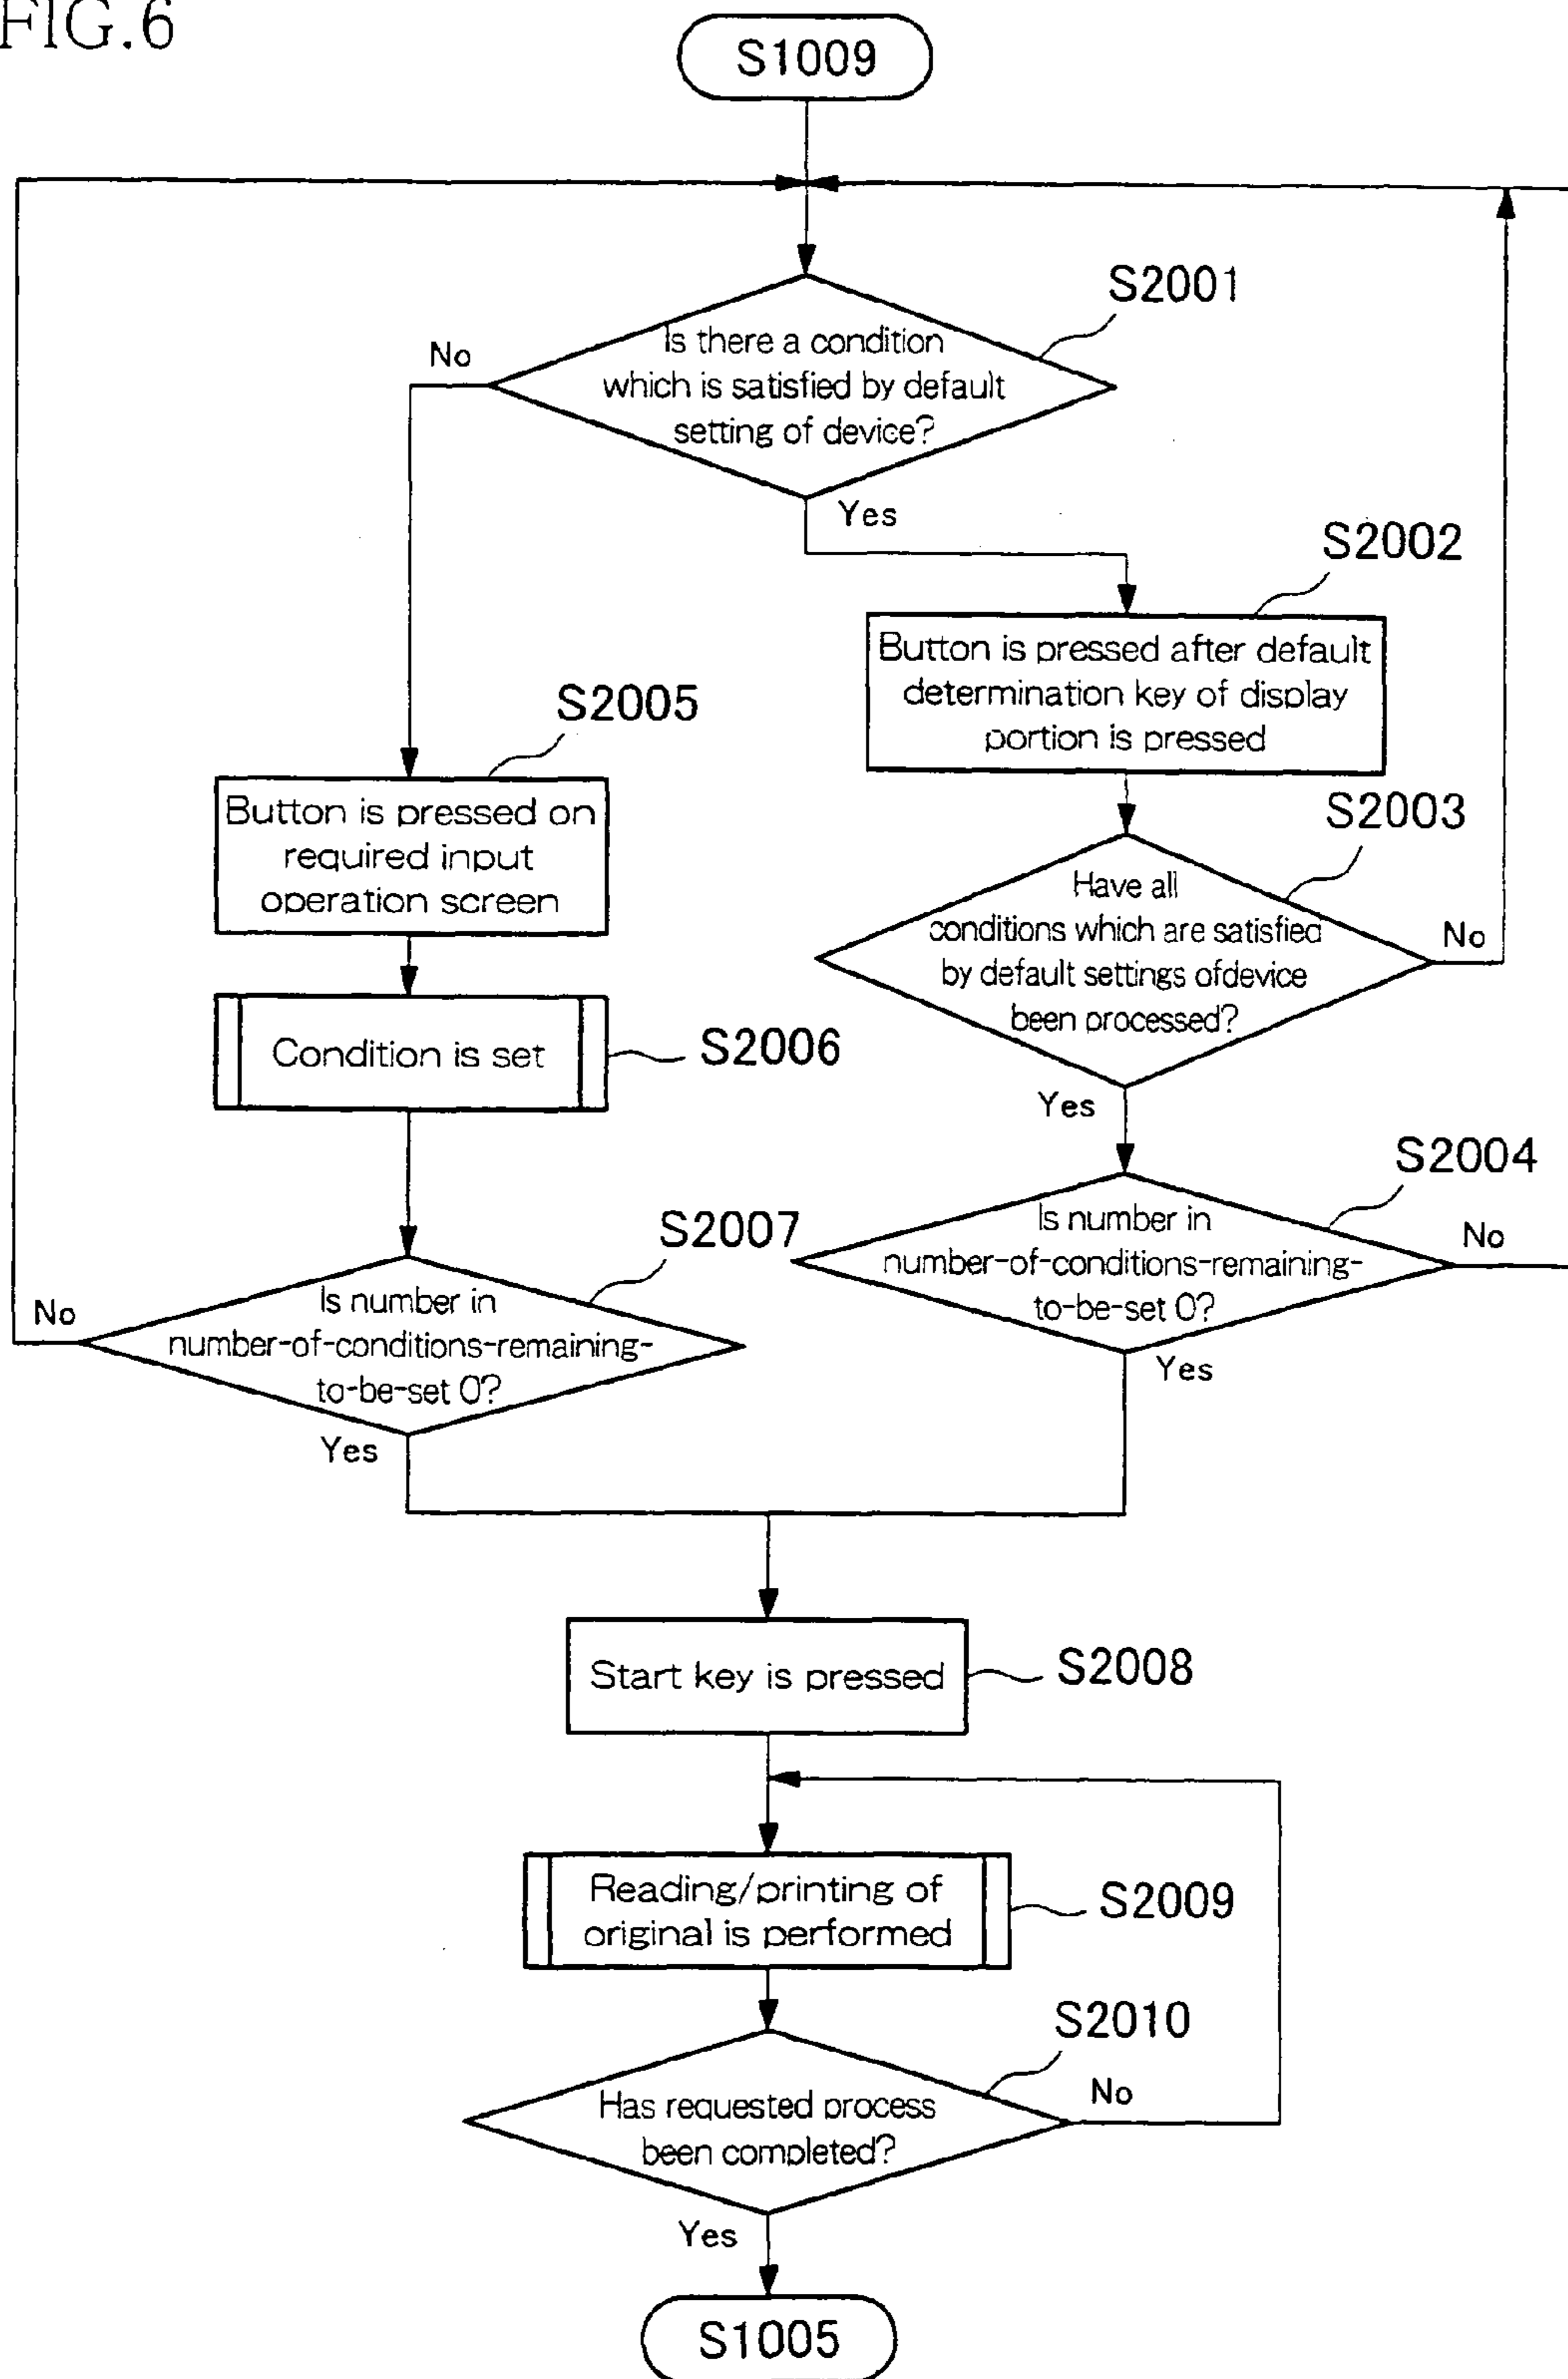 FIG.6
S1009
S2001
Is there a condition
which is satisfied by default
setting of device?
No
Yes
S2002
Button is pressed after default
determination key of display
portion is pressed
S2005
Button is pressed on
required input
operation screen
S2003
Have all
conditions which are satisfied
by default settings ofdevice
been processed?
No
Yes
Condition is set
S2006
S2004
Is number in
number-of-conditions-remaining-
to-be-set 0?
No
Yes
S2007
Is number in
number-of-conditions-remaining-
to-be-set 0?
No
Yes
Start key is pressed
S2008
Reading/printing of
original is performed
S2009
S2010
Has requested process
been completed?
No
Yes
S1005